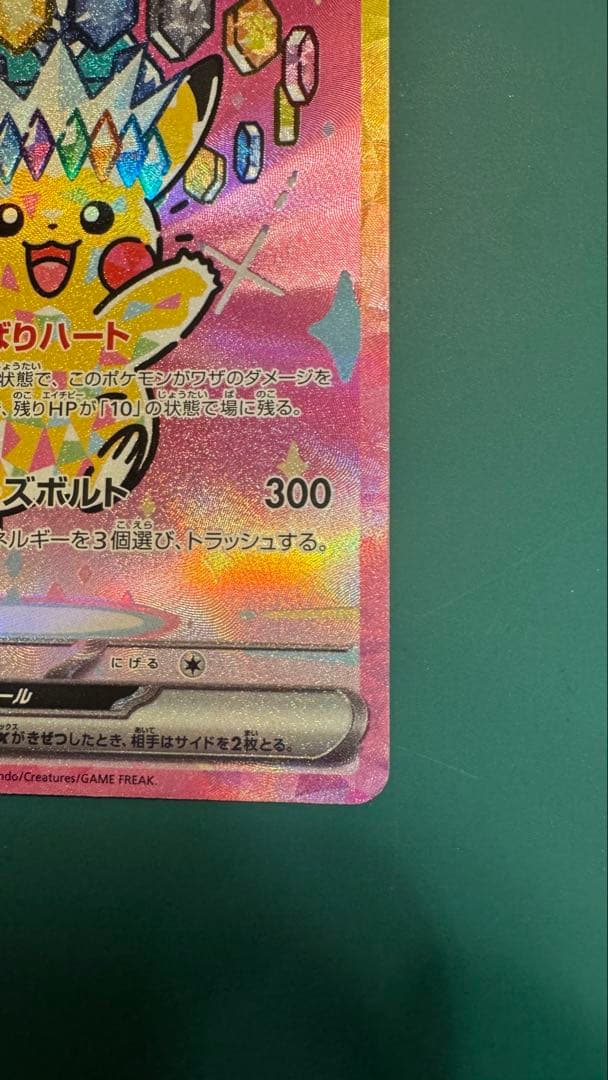 ばりハート
状態で、このポケモンがワザのダメージを
、残りHPが「10」の状態で場に残る。
ズボルト 300
ネルギーを3個選び、トラッシュする。
にげる
ール
がきぜつしたとき、相手はサイドを2枚とる。
ndo/Creatures/GAME FREAK.